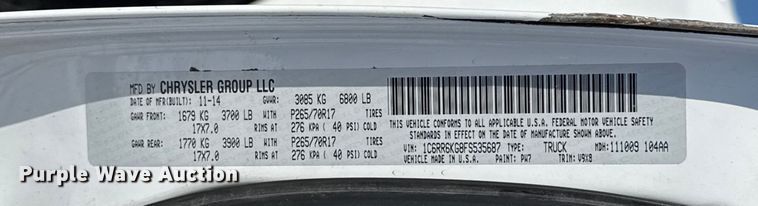 MFD BY CHRYSLER GROUP LLC
DATE OF MFR(BUILT): 11-14 GVWR: 3085 KG 6800 LB
GAWR FRONT: 1679 KG 3700 LB WITH P265/70R17 TIRES
17X7.0 RIMS AT 276 KPA ( 40 PSI) COLD
GAWR REAR: 1770 KG 3900 LB WITH P265/70R17 TIRES
17X7.0 RIMS AT 276 KPA ( 40 PSI) COLD
THIS VEHICLE CONFORMS TO ALL APPLICABLE U.S.A. FEDERAL MOTOR VEHICLE SAFETY
STANDARDS IN EFFECT ON THE DATE OF MANUFACTURE SHOWN ABOVE.
VIN: 1C6RR6KG8FS535687 TYPE: TRUCK MDH: 111009 104AA
VEHICLE MADE IN U.S.A. PAINT: PW7 TRIM: V9X8
Purple Wave Auction